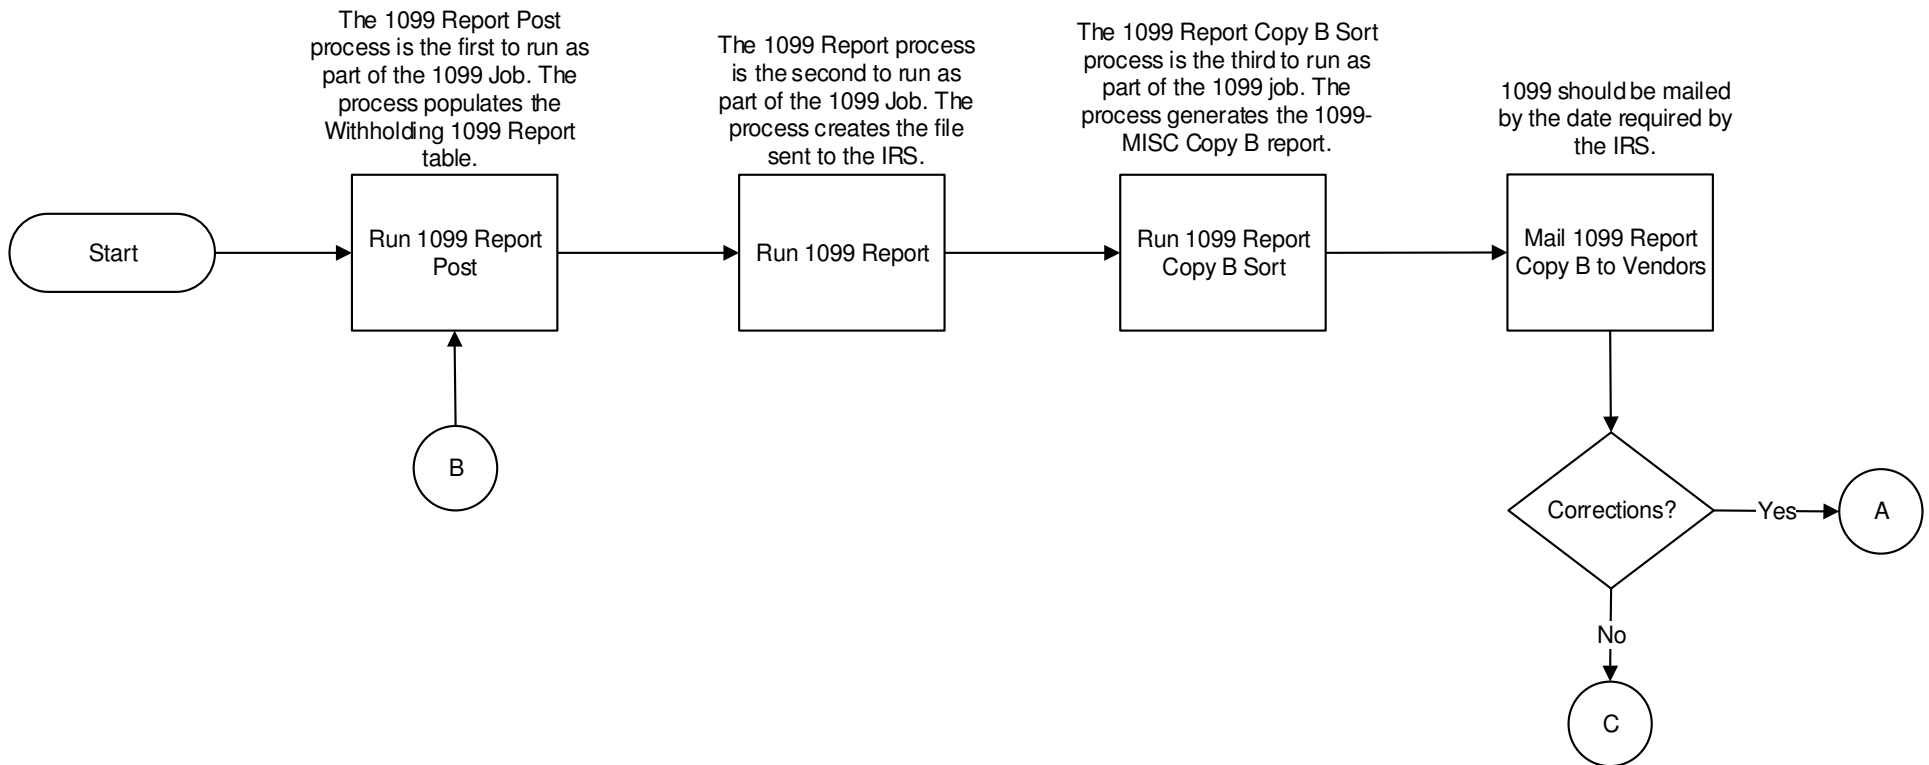 The 1099 Report Post
process is the first to run as
part of the 1099 Job. The
process populates the
Withholding 1099 Report
table.
The 1099 Report process
is the second to run as
part of the 1099 Job. The
process creates the file
sent to the IRS.
The 1099 Report Copy B Sort
process is the third to run as
part of the 1099 job. The
process generates the 1099-
MISC Copy B report.
1099 should be mailed
by the date required by
the IRS.
Start
Run 1099 Report
Post
Run 1099 Report
Run 1099 Report
Copy B Sort
Mail 1099 Report
Copy B to Vendors
B
Corrections?
Yes
A
No
C